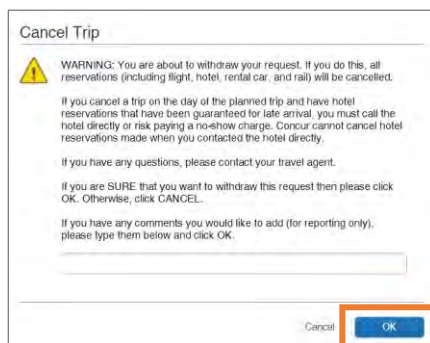 Cancel Trip
WARNING: You are about to withdraw your request. If you do this, all
reservations (including flight, hotel, rental car, and rail) will be cancelled.
If you cancel a trip on the day of the planned trip and have hotel
reservations that have been guaranteed for late arrival, you must call the
hotel directly or risk paying a no-show charge. Concur cannot cancel hotel
reservations made when you contacted the hotel directly.
If you have any questions, please contact your travel agent.
If you are SURE that you want to withdraw this request then please click
OK. Otherwise, click CANCEL.
If you have any comments you would like to add (for reporting only),
please type them below and click OK.
Cancel OK